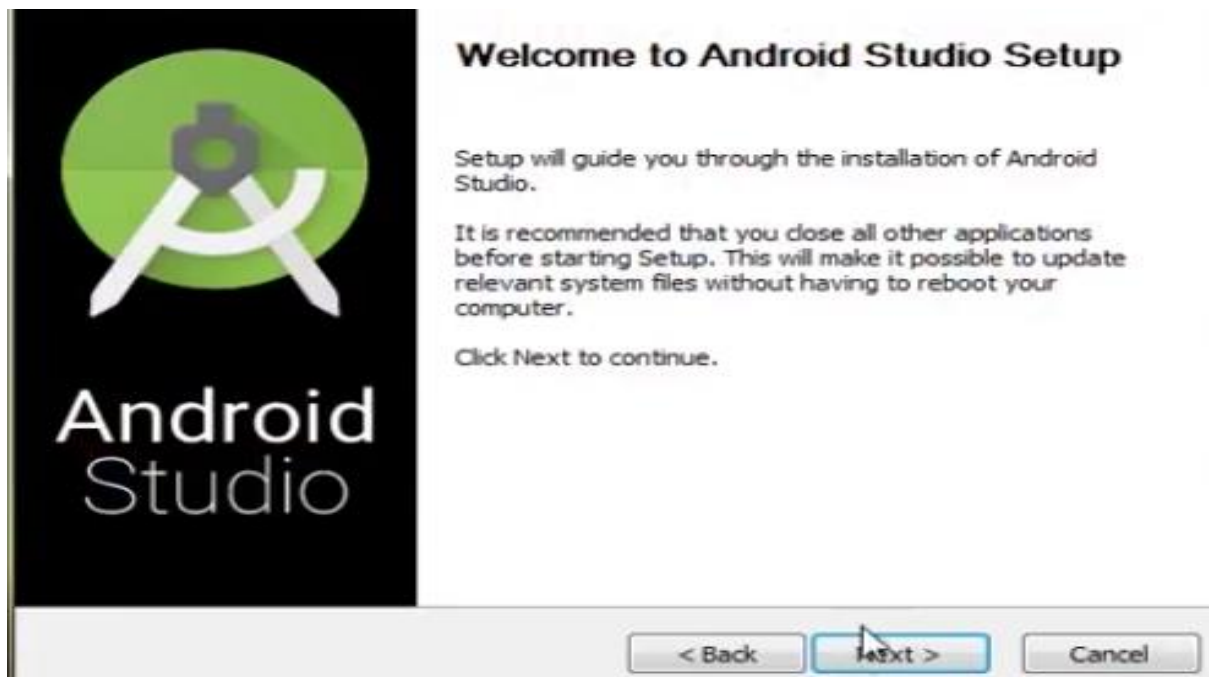 Welcome to Android Studio Setup
Setup will guide you through the installation of Android
Studio.
It is recommended that you close all other applications
before starting Setup. This will make it possible to update
relevant system files without having to reboot your
computer.
Click Next to continue.
Android
Studio
< Back
Next >
Cancel